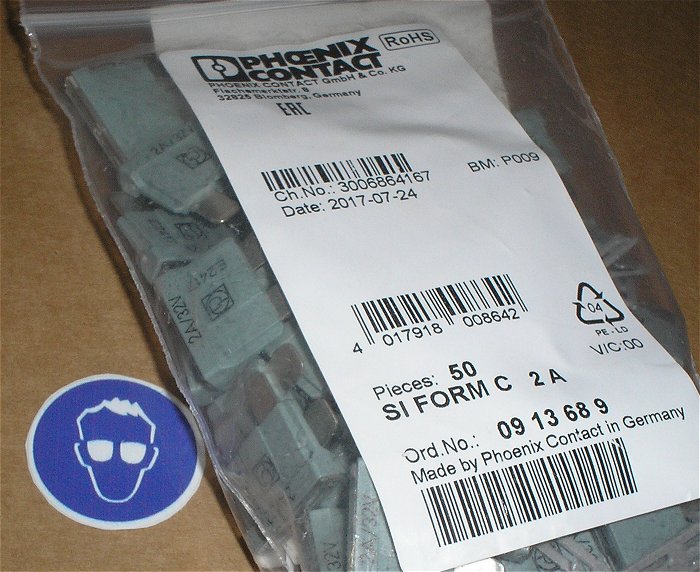 PHŒNIX
CONTACT
RoHS
PHOENIX CONTACT GmbH & Co. KG
Flachsmarktstr. 8
32825 Blomberg, Germany
EAC
Ch.No.: 3006864167
BM: P009
Date: 2017-07-24
4 017918 008642
04
PE-LD
VIC:00
Pieces: 50
SI FORM C 2 A
Ord.No.: 09 13 68 9
Made by Phoenix Contact in Germany
2A/32V
2A/32V